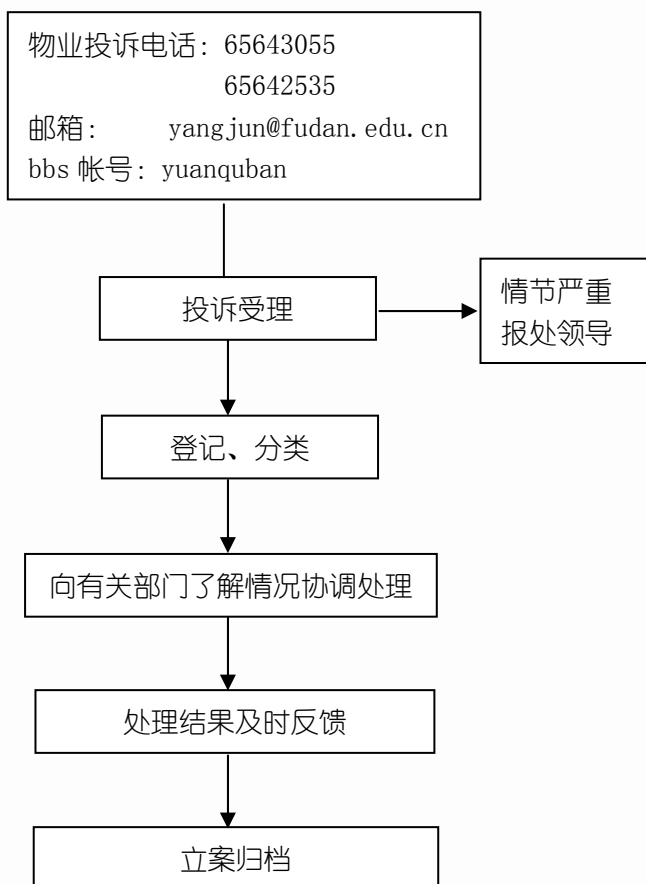 物业投诉电话: 65643055
65642535
邮箱: yangjun@fudan.edu.cn
bbs 帐号: yuanquban
投诉受理
情节严重
报处领导
登记、分类
向有关部门了解情况协调处理
处理结果及时反馈
立案归档